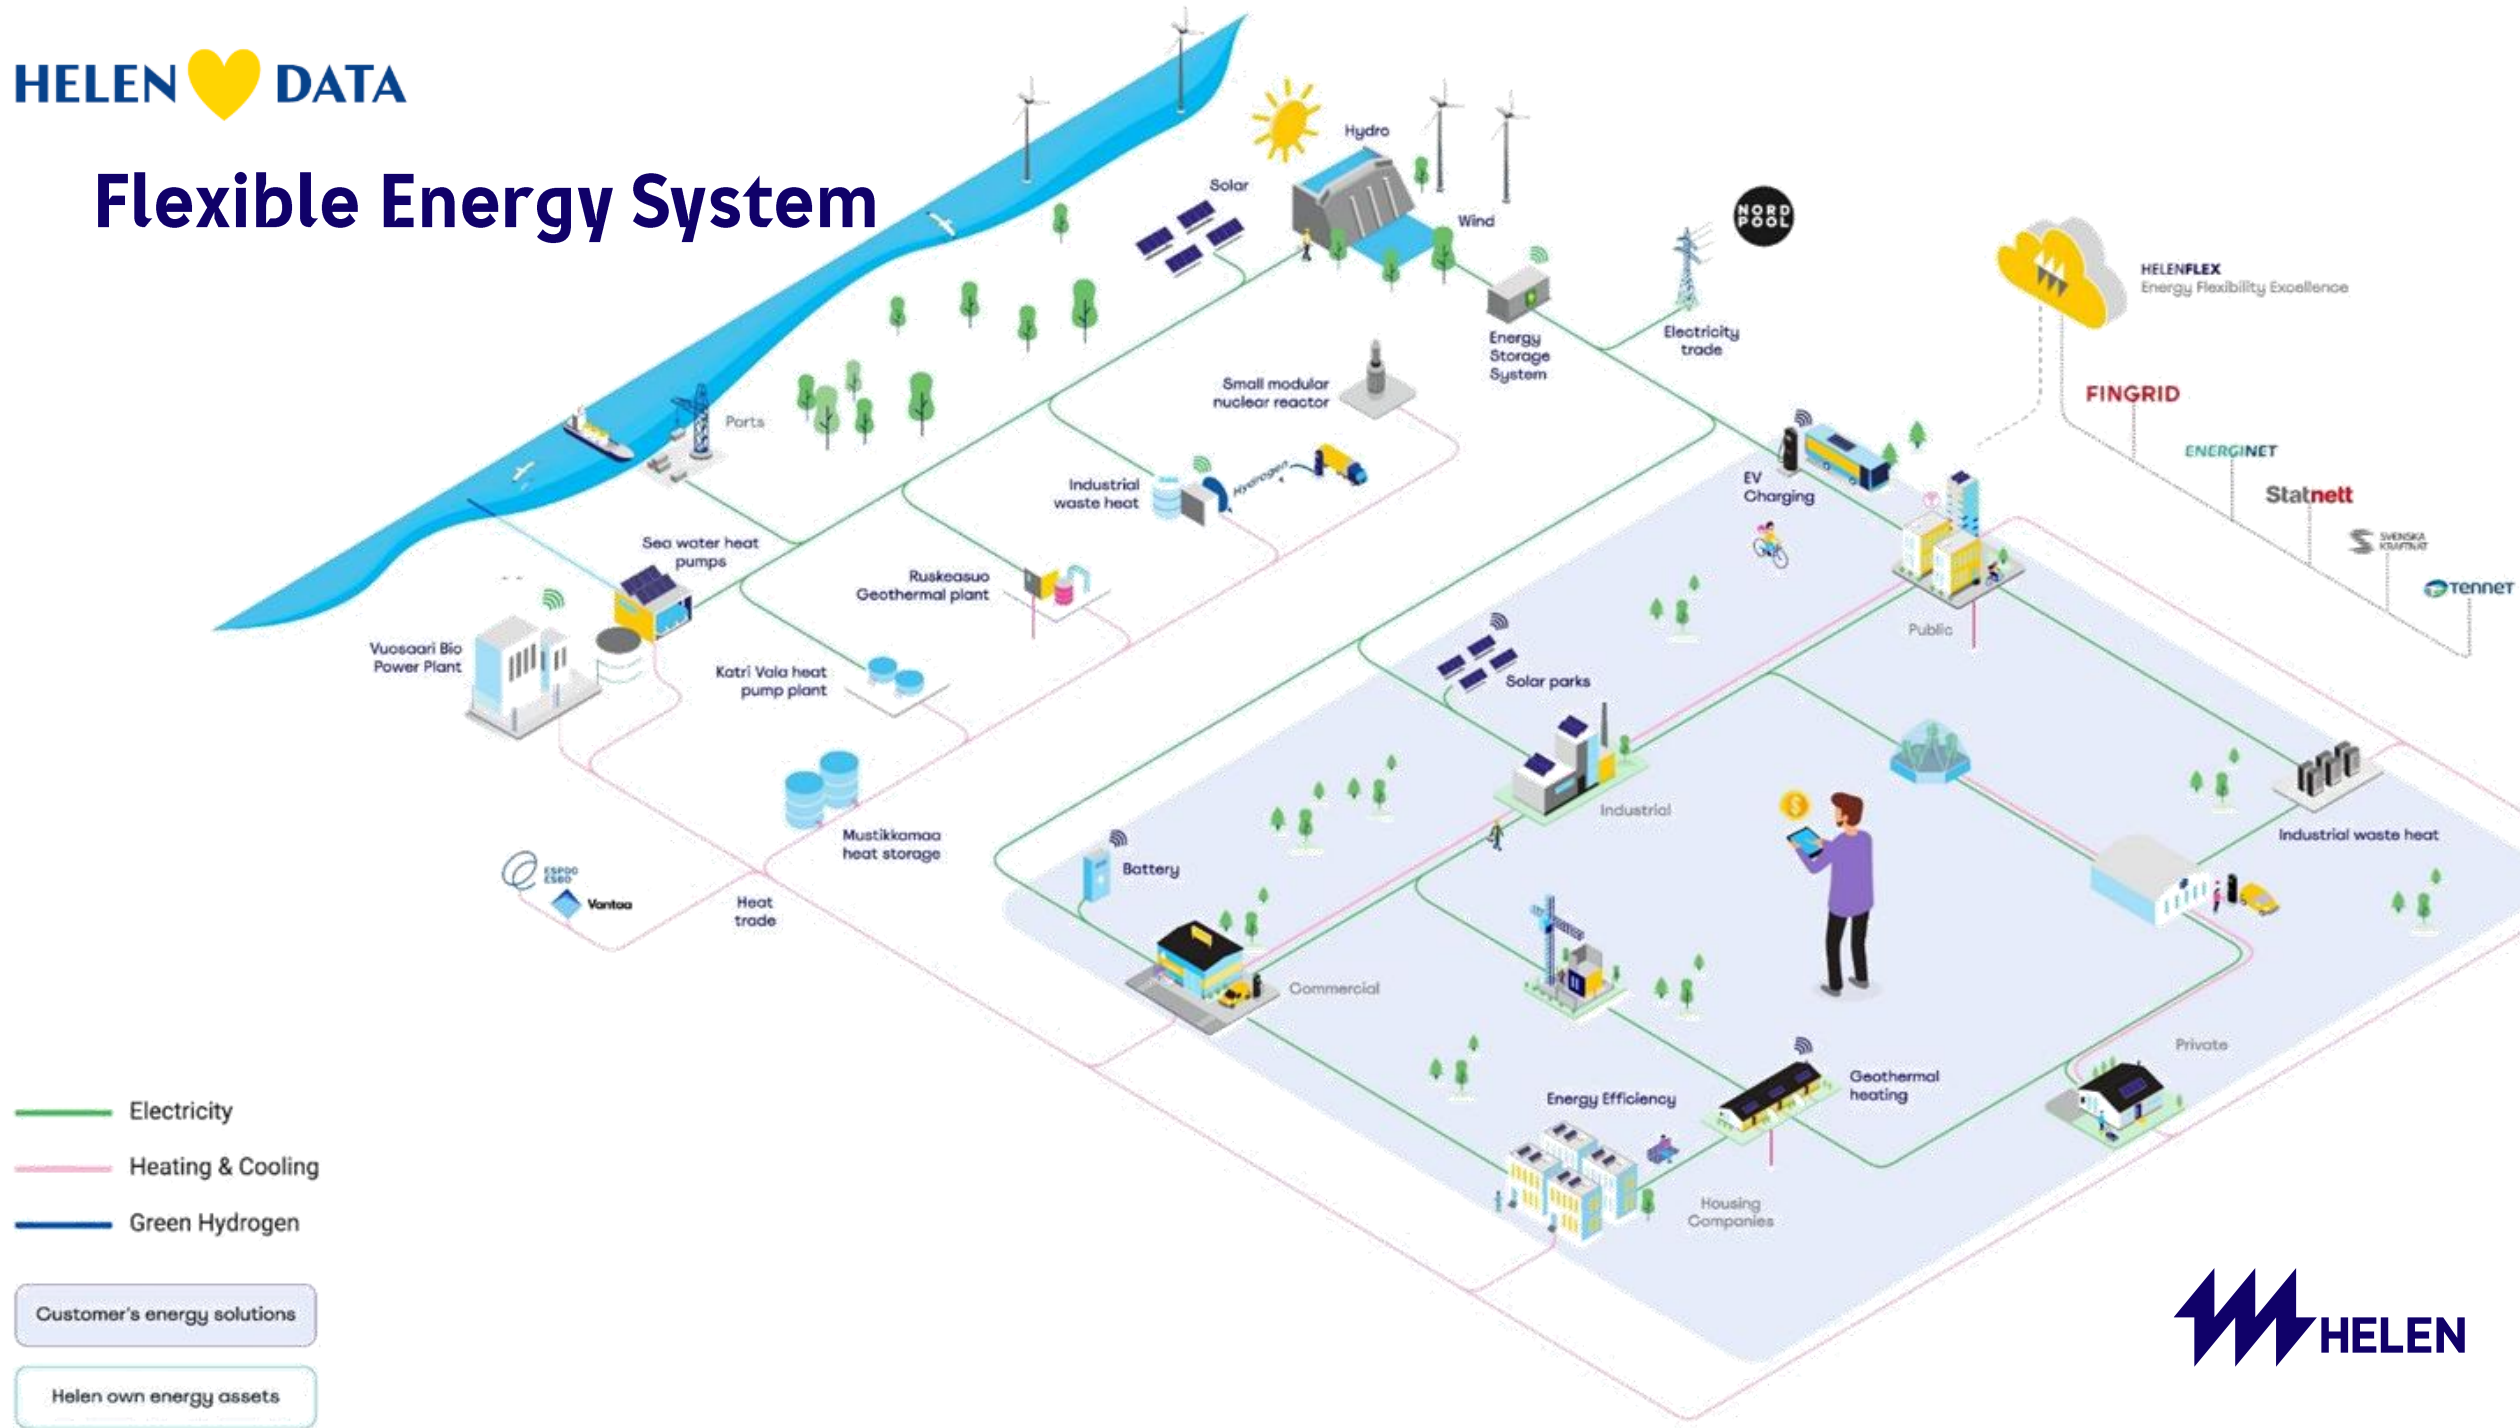 HELEN DATA
Flexible Energy System
Hydro
Solar
Wind
NORD
POOL
Electricity
trade
Energy
Storage
System
HELENFLEX
Energy Flexibility Excellence
FINGRID
ENERGINET
Statnett
SVENSKA
KRAFTNÄT
TENNET
Small modular
nuclear reactor
Ports
Industrial
waste heat
Hydrogen
EV
Charging
Sea water heat
pumps
Ruskeasuo
Geothermal plant
Public
Vuosaari Bio
Power Plant
Katri Vala heat
pump plant
Solar parks
Industrial
Industrial waste heat
Mustikkamaa
heat storage
Battery
ESPOO
ESBO
Vantaa
Heat
trade
Commercial
Private
Geothermal
heating
Energy Efficiency
Housing
Companies
Electricity
Heating & Cooling
Green Hydrogen
Customer's energy solutions
Helen own energy assets
HELEN